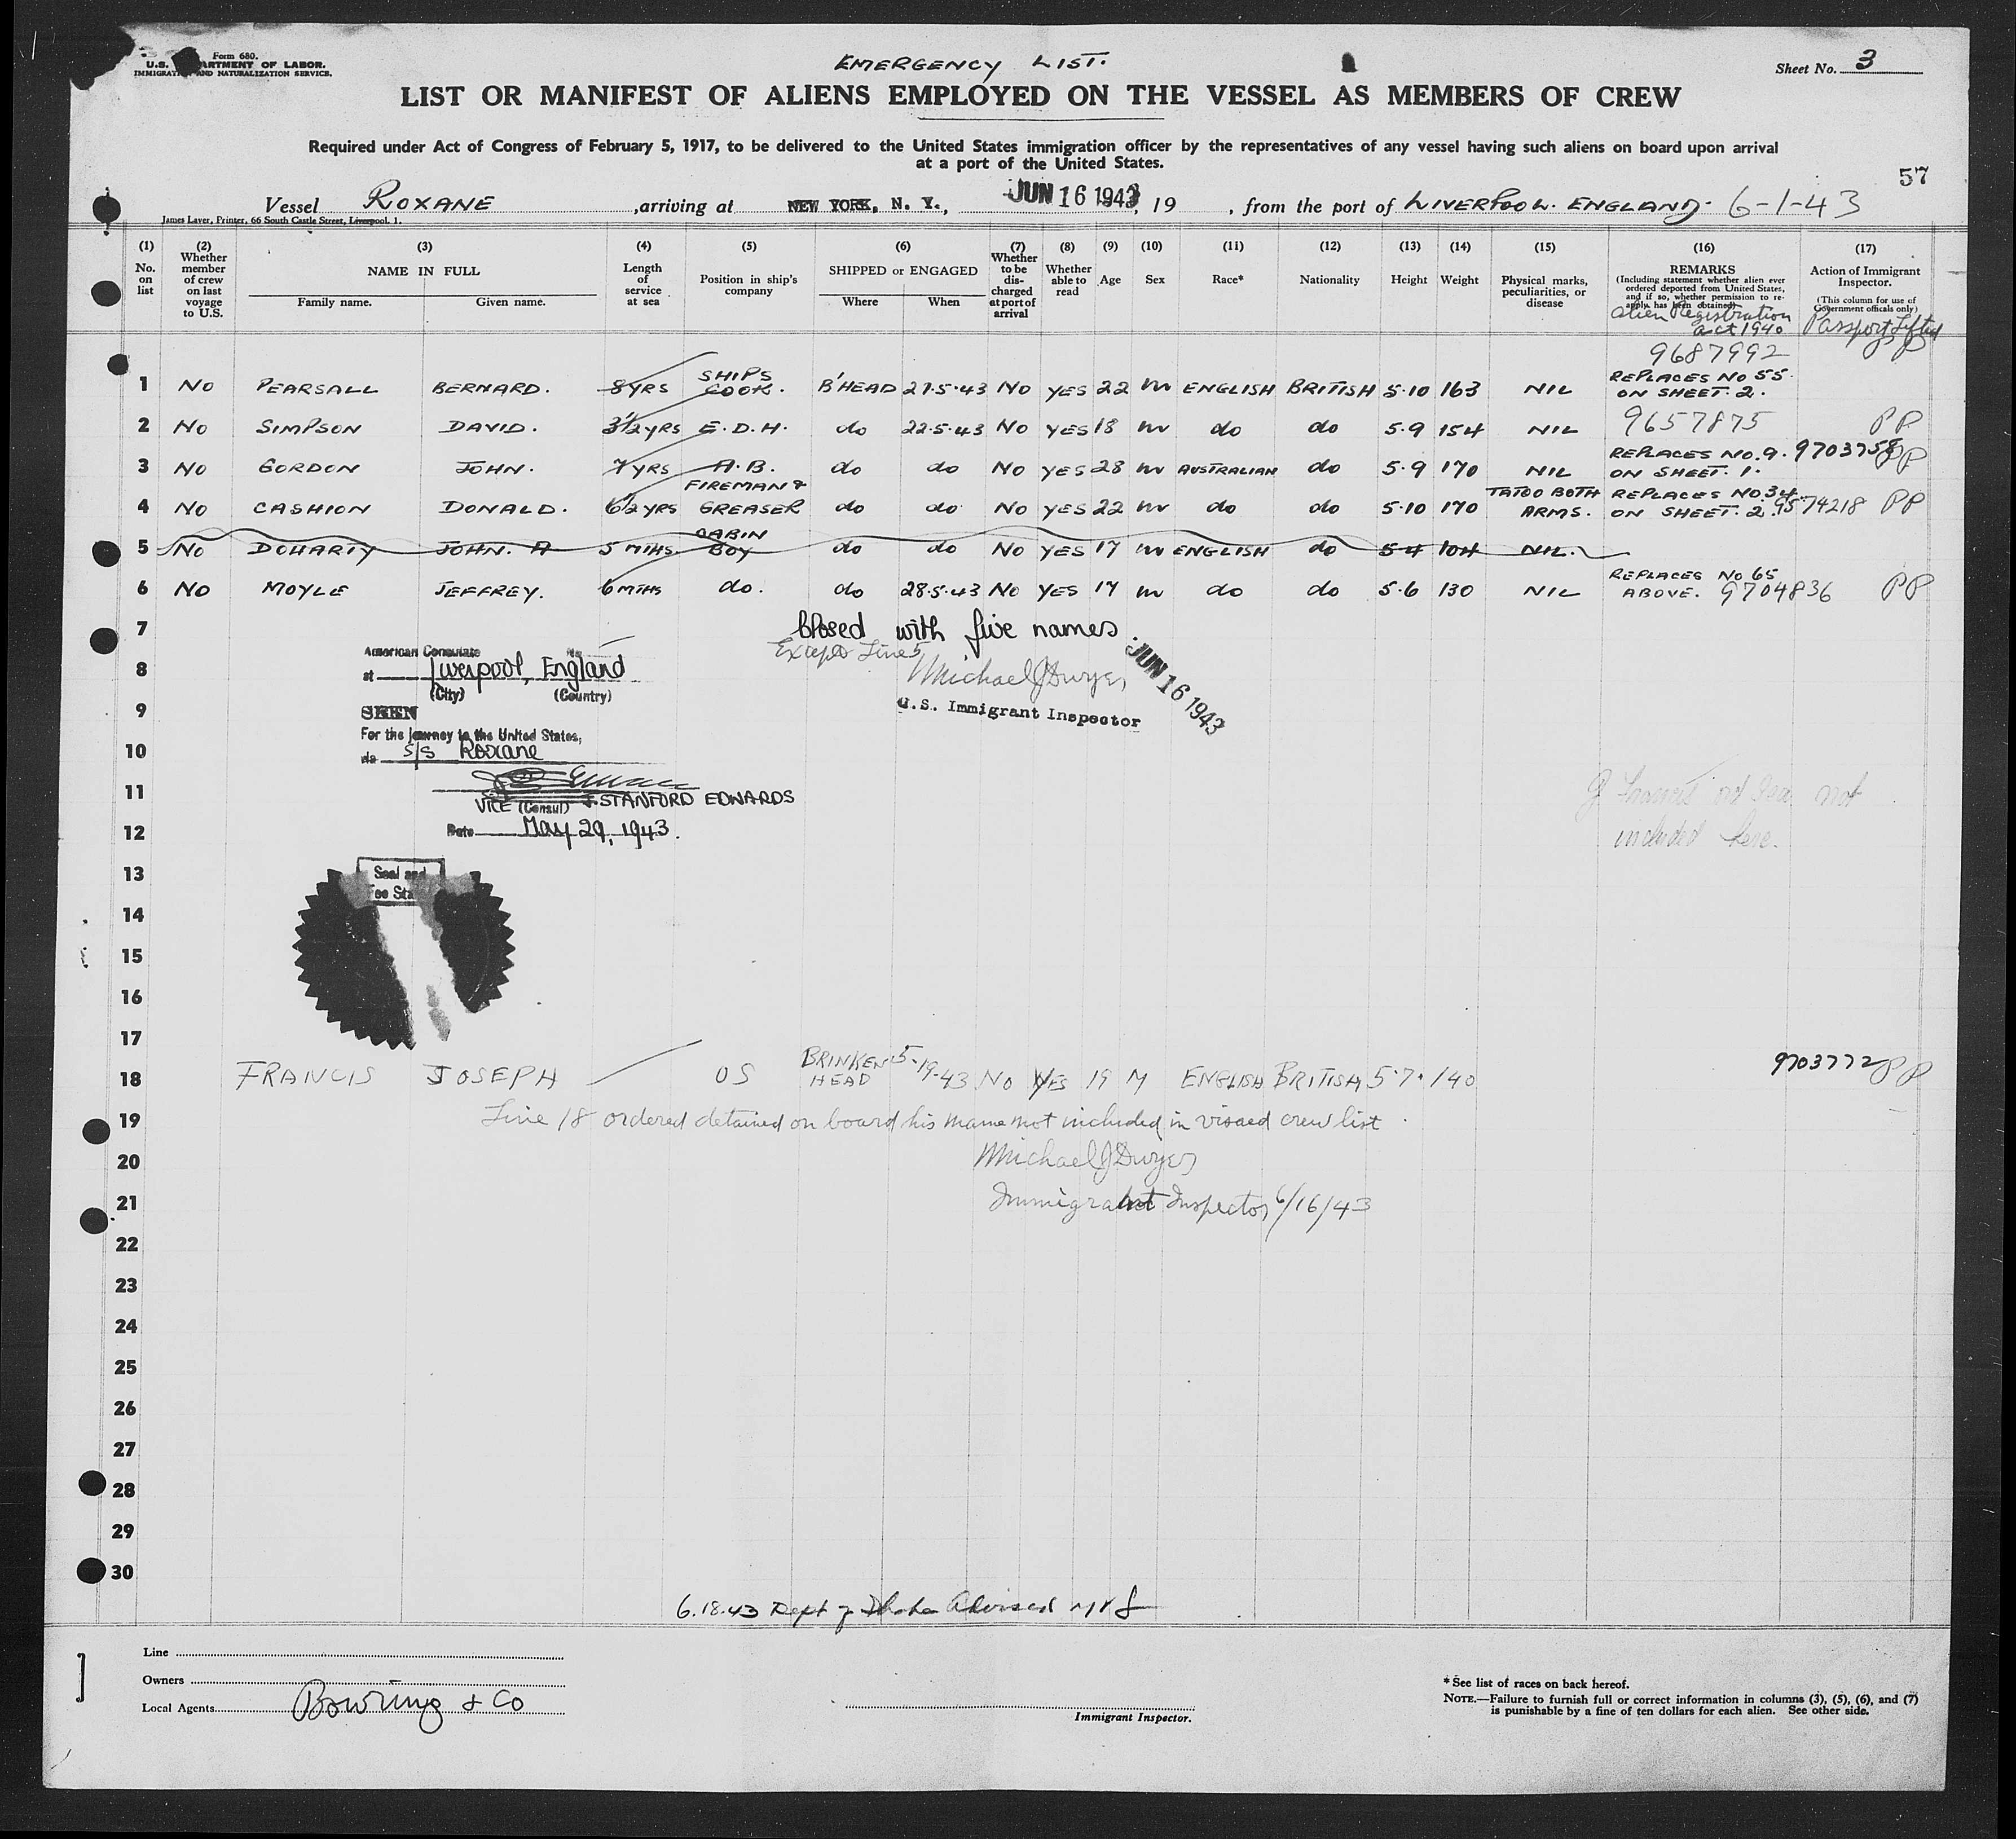 Form 680.
U.S. DEPARTMENT OF LABOR.
IMMIGRATION AND NATURALIZATION SERVICE.
EMERGENCY LIST.
Sheet No. 3
LIST OR MANIFEST OF ALIENS EMPLOYED ON THE VESSEL AS MEMBERS OF CREW
Required under Act of Congress of February 5, 1917, to be delivered to the United States immigration officer by the representatives of any vessel having such aliens on board upon arrival
at a port of the United States.
57
Vessel ROXANE, arriving at NEW YORK, N. Y., JUN 16 1943, 19 , from the port of LIVERPOOL. ENGLAND. 6-1-43
James Laver, Printer, 66 South Castle Street, Liverpool. 1.
(1) No. on list
(2) Whether member of crew on last voyage to U.S.
(3) NAME IN FULL
Family name. Given name.
(4) Length of service at sea
(5) Position in ship's company
(6) SHIPPED or ENGAGED
Where When
(7) Whether to be discharged at port of arrival
(8) Whether able to read
(9) Age
(10) Sex
(11) Race*
(12) Nationality
(13) Height
(14) Weight
(15) Physical marks, peculiarities, or disease
(16) REMARKS
(Including statement whether alien ever ordered deported from United States, and if so, whether permission to re-apply has been obtained)
Alien Registration act 1940
(17) Action of Immigrant Inspector.
(This column for use of Government officials only)
Passport Lifted
PP
9687992
1 NO PEARSALL BERNARD. 8 YRS SHIPS COOK. B'HEAD 27.5.43 NO YES 22 M ENGLISH BRITISH 5.10 163 NIL REPLACES NO 55. ON SHEET. 2.
2 NO SIMPSON DAVID. 3½ YRS E.D.H. do 22.5.43 NO YES 18 M do do 5.9 154 NIL 9657875 PP
3 NO GORDON JOHN. 7 YRS A.B. do do NO YES 28 M AUSTRALIAN do 5.9 170 NIL REPLACES NO. 9. ON SHEET. 1. 9703758 PP
4 NO CASHION DONALD. 6½ YRS FIREMAN & GREASER do do NO YES 22 M do do 5.10 170 TATOO BOTH ARMS. REPLACES NO. 34. ON SHEET. 2. 9574218 PP
5 NO DOHARTY JOHN. A 5 MTHS. CABIN BOY do do NO YES 17 M ENGLISH do 5.4 104 NIL.
6 NO MOYLE JEFFREY. 6 MTHS do. do 28.5.43 NO YES 17 M do do 5.6 130 NIL REPLACES NO 65 ABOVE. 9704836 PP
7
Closed with five names.
Except Line 5
8
American Consulate
at Liverpool, England
(City) (Country)
Michael J Dwyer
JUN 16 1943
U.S. Immigrant Inspector
9
SEEN
For the journey to the United States,
10
via S/S Roxane
11
VICE (Consul) J. STANFORD EDWARDS
12
Date May 29, 1943.
not
included here.
13
Seal and
Fee
14
15
16
17
18 FRANCIS JOSEPH OS BRINKEN HEAD 5-19-43 NO YES 19 M ENGLISH BRITISH 5.7. 140 9703772 PP
19 Line 18 ordered detained on board his name not included in visaed crew list.
20 Michael J Dwyer
21 Immigrant Inspector 6/16/43
22
23
24
25
26
27
28
29
30
6.18.43 Dept of State Advised
Line
Owners
Local Agents Bowring & Co
Immigrant Inspector.
* See list of races on back hereof.
NOTE.—Failure to furnish full or correct information in columns (3), (5), (6), and (7)
is punishable by a fine of ten dollars for each alien. See other side.